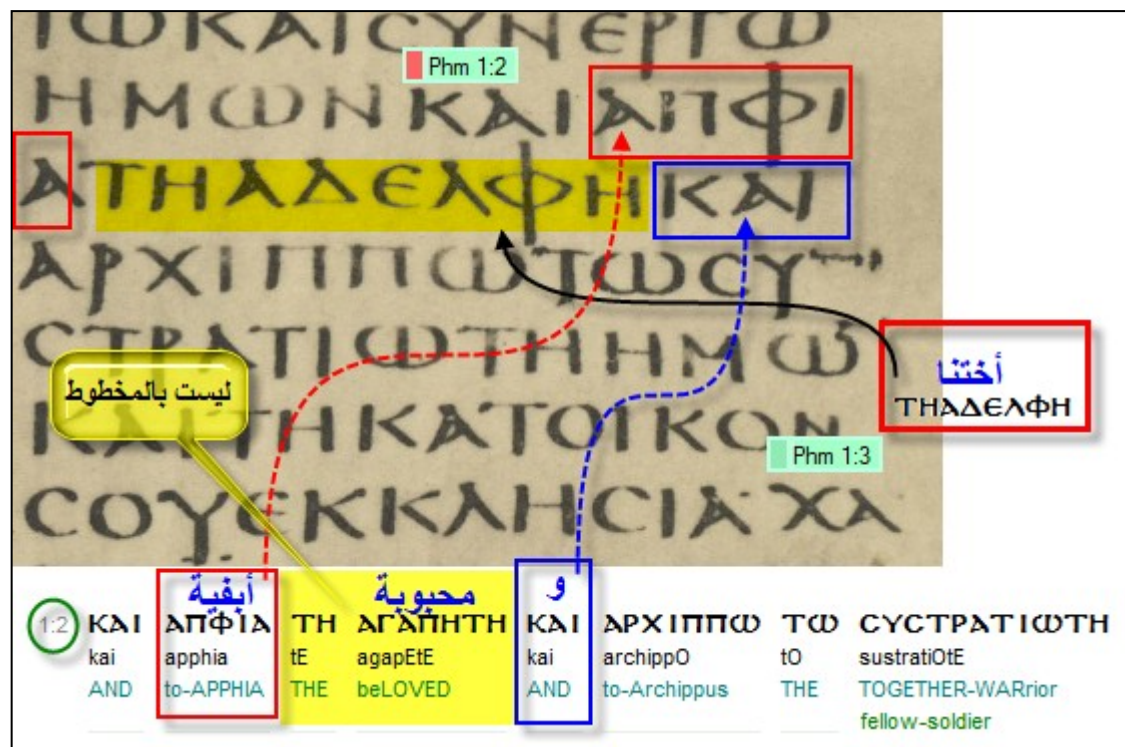 ΙΩΚΑΙϹΥΝΕΡΓΩ
Phm 1:2
ΗΜΩΝΚΑΙΑΠΦΙ
ΑΤΗΑΔΕΛΦΗΚΑΙ
ΑΡΧΙΠΠΩΤΩϹΥ
ϹΤΡΑΤΙΩΤΗΗΜΩ̅
ليست بالمخطوط
أختنا
ΤΗΑΔΕΛΦΗ
ΚΑΙΤΗΚΑΤΟΙΚΟΝ
Phm 1:3
ϹΟΥΕΚΚΛΗϹΙΑ·ΧΑ
أبفية محبوبة و
1:2 ΚΑΙ ΑΠΦΙΑ ΤΗ ΑΓΑΠΗΤΗ ΚΑΙ ΑΡΧΙΠΠΩ ΤΩ ϹΥϹΤΡΑΤΙΩΤΗ
kai apphia tE agapEtE kai archippO tO sustratiOtE
AND to-APPHIA THE beLOVED AND to-Archippus THE TOGETHER-WARrior
fellow-soldier